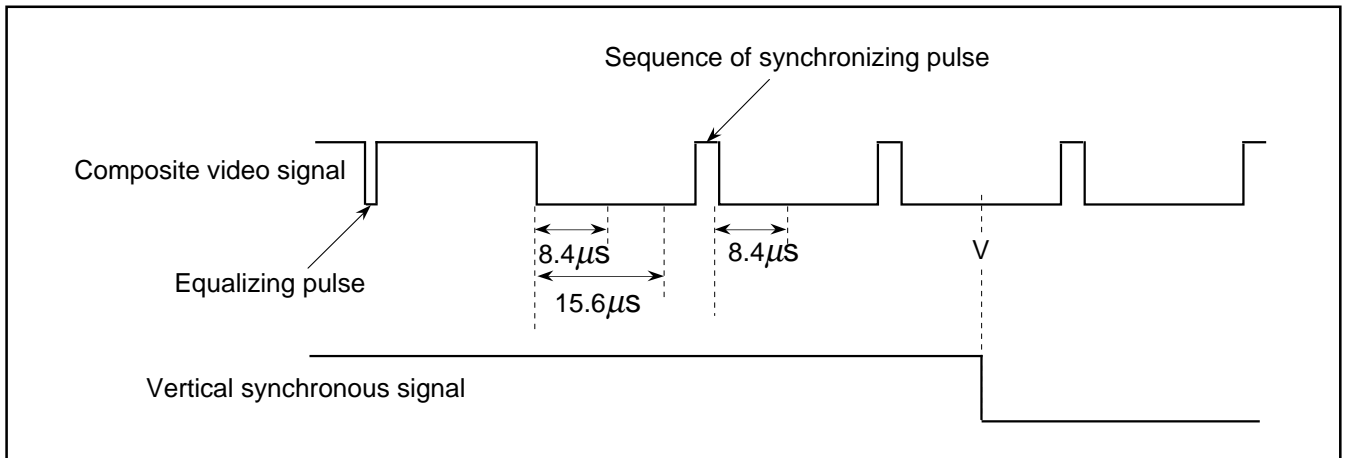 Sequence of synchronizing pulse
Composite video signal
8.4μs
8.4μs
V
Equalizing pulse
15.6μs
Vertical synchronous signal